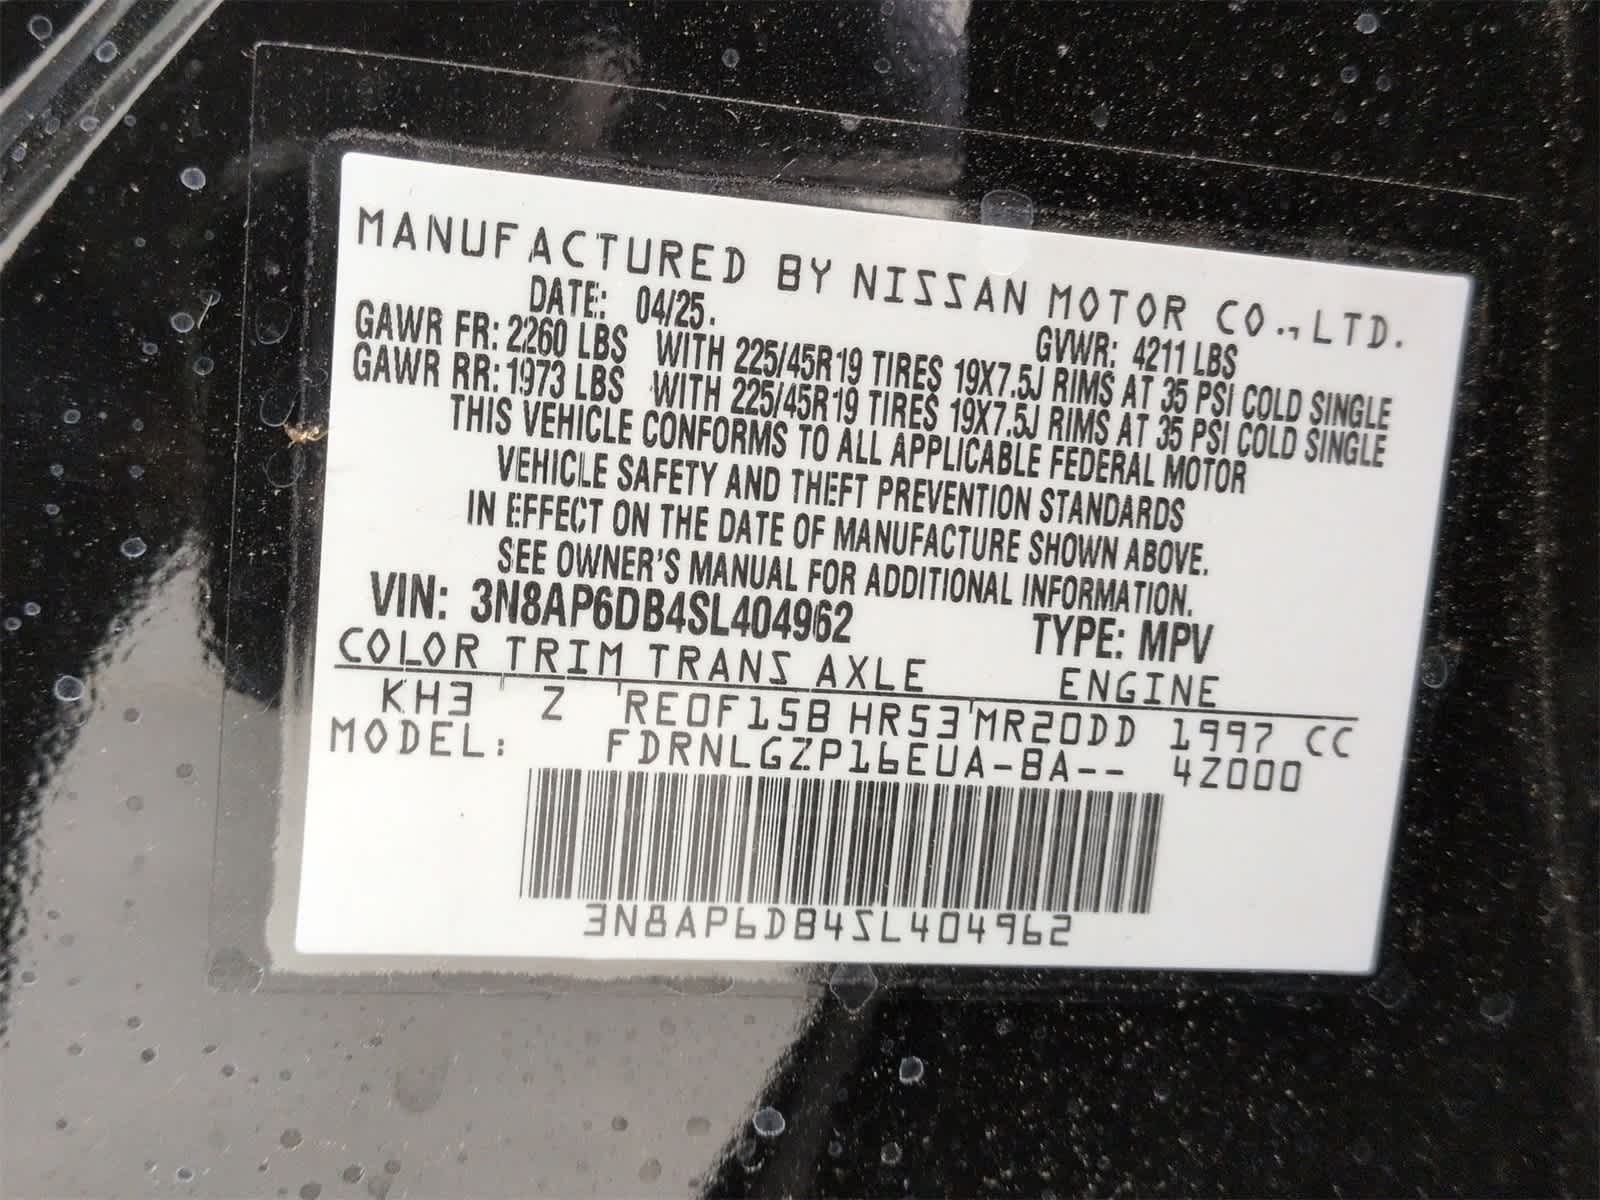 MANUFACTURED BY NISSAN MOTOR CO., LTD.
DATE: 04/25. GVWR: 4211 LBS
GAWR FR: 2260 LBS WITH 225/45R19 TIRES 19X7.5J RIMS AT 35 PSI COLD SINGLE
GAWR RR: 1973 LBS WITH 225/45R19 TIRES 19X7.5J RIMS AT 35 PSI COLD SINGLE
THIS VEHICLE CONFORMS TO ALL APPLICABLE FEDERAL MOTOR
VEHICLE SAFETY AND THEFT PREVENTION STANDARDS
IN EFFECT ON THE DATE OF MANUFACTURE SHOWN ABOVE.
SEE OWNER'S MANUAL FOR ADDITIONAL INFORMATION.
VIN: 3N8AP6DB4SL404962 TYPE: MPV
COLOR TRIM TRANS AXLE ENGINE
KH3 Z RE0F15B HR53 MR20DD 1997 CC
MODEL: FDRNLGZP16EUA-BA-- 4Z000
3N8AP6DB4SL404962